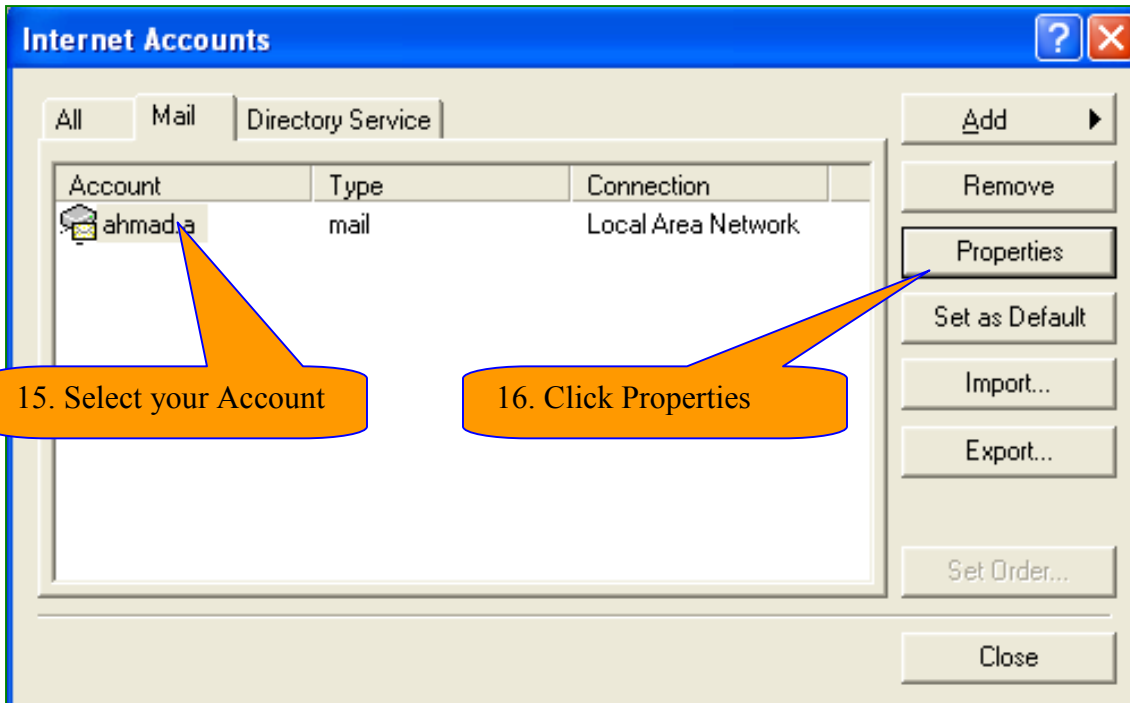 Internet Accounts
All Mail Directory Service
Add
Account Type Connection
Remove
ahmad.a mail Local Area Network
Properties
Set as Default
15. Select your Account
16. Click Properties
Import...
Export...
Set Order...
Close